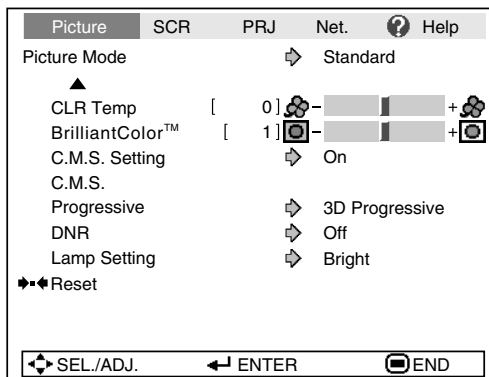 Picture SCR PRJ Net. Help
Picture Mode Standard
CLR Temp [ 0 ] – +
BrilliantColor™ [ 1 ] – +
C.M.S. Setting On
C.M.S.
Progressive 3D Progressive
DNR Off
Lamp Setting Bright
Reset
SEL./ADJ. ENTER END